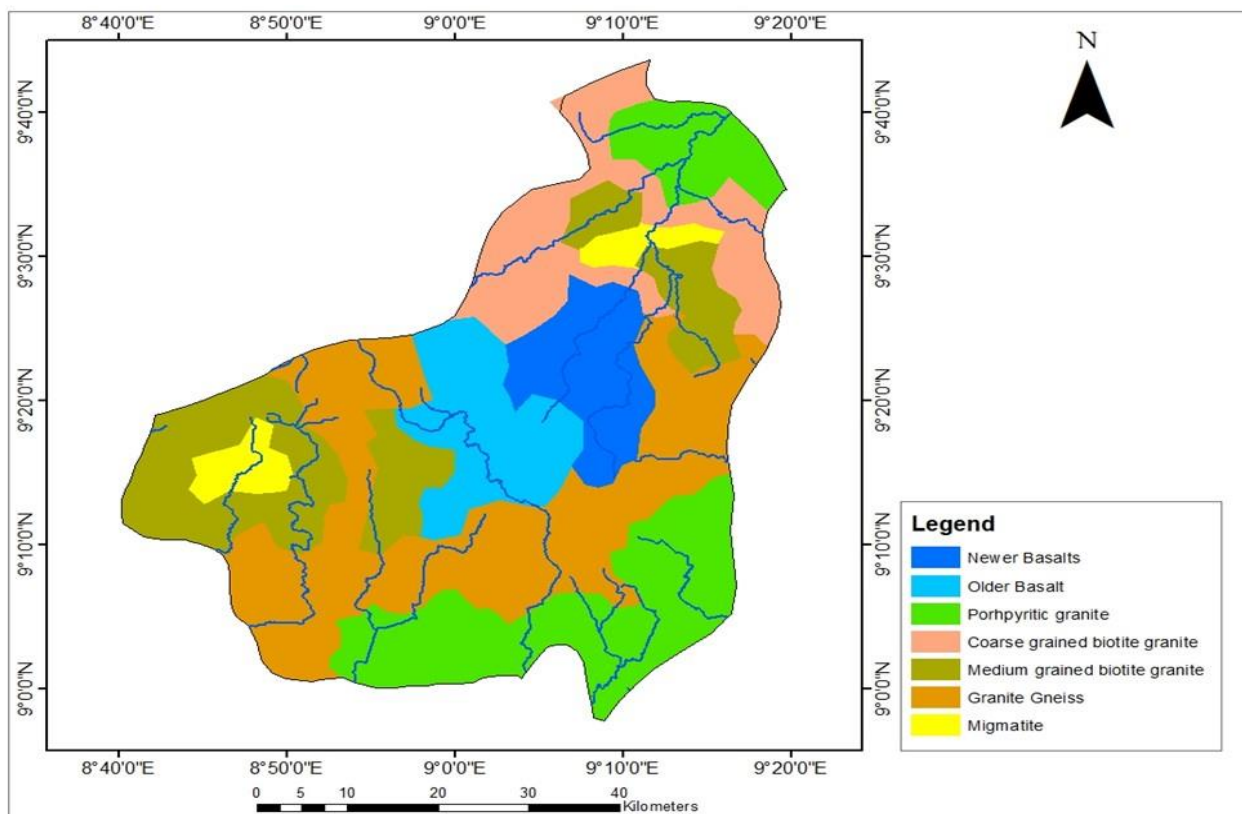 8°40'0"E 8°50'0"E 9°0'0"E 9°10'0"E 9°20'0"E
N
9°40'0"N 9°40'0"N
9°30'0"N 9°30'0"N
9°20'0"N 9°20'0"N
9°10'0"N 9°10'0"N
9°0'0"N 9°0'0"N
Legend
Newer Basalts
Older Basalt
Porhpyritic granite
Coarse grained biotite granite
Medium grained biotite granite
Granite Gneiss
Migmatite
8°40'0"E 8°50'0"E 9°0'0"E 9°10'0"E 9°20'0"E
0 5 10 20 30 40
Kilometers